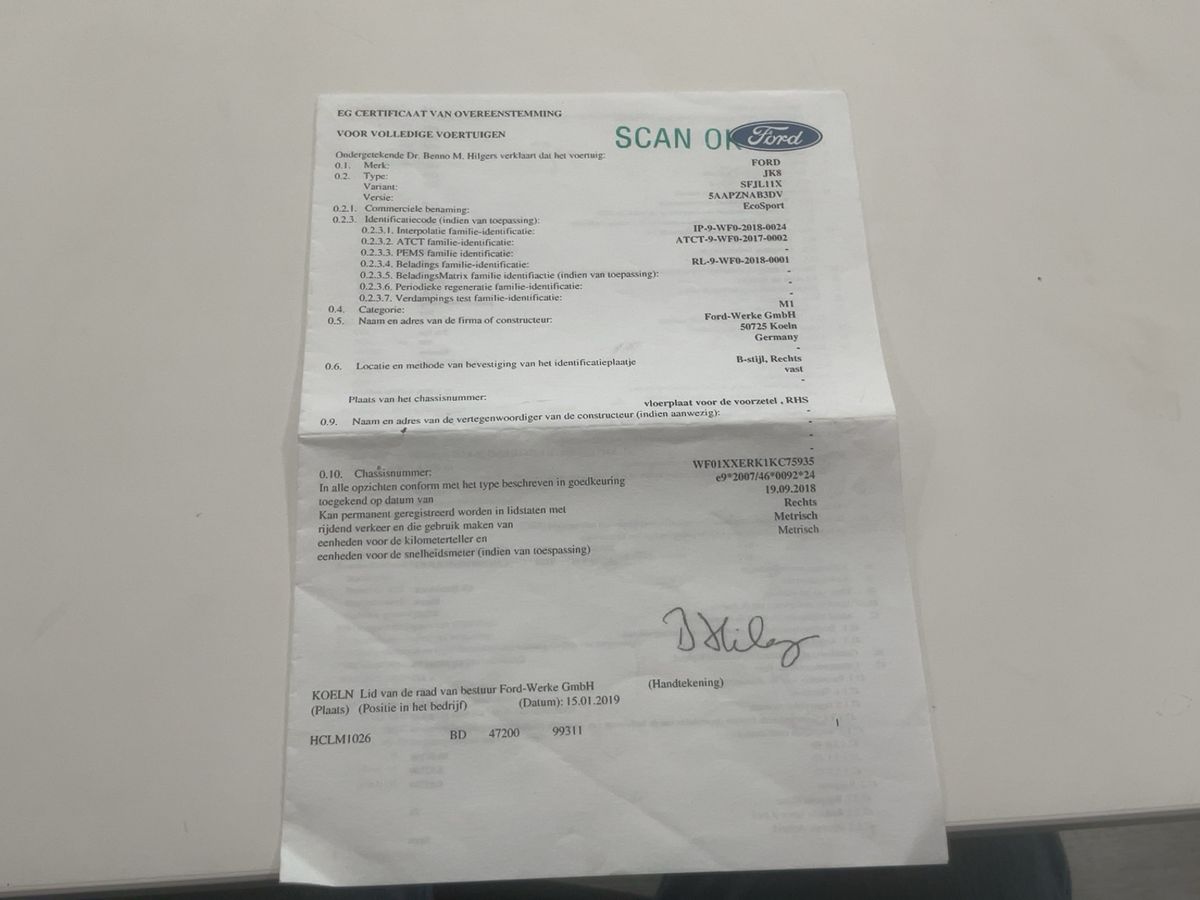 EG CERTIFICAAT VAN OVEREENSTEMMING
VOOR VOLLEDIGE VOERTUIGEN
SCAN OK
Ford
Ondergetekende Dr. Benno M. Hilgers verklaart dat het voertuig:
0.1. Merk: FORD
0.2. Type: JK8
Variant: SFJL11X
Versie: 5AAPZNAB3DV
0.2.1. Commerciele benaming: EcoSport
0.2.3. Identificatiecode (indien van toepassing):
0.2.3.1. Interpolatie familie-identificatie: IP-9-WF0-2018-0024
0.2.3.2. ATCT familie-identificatie: ATCT-9-WF0-2017-0002
0.2.3.3. PEMS familie-identificatie: -
0.2.3.4. Beladings familie-identificatie: RL-9-WF0-2018-0001
0.2.3.5. BeladingsMatrix familie identifiactie (indien van toepassing): -
0.2.3.6. Periodieke regeneratie familie-identificatie: -
0.2.3.7. Verdampings test familie-identificatie: -
0.4. Categorie: M1
0.5. Naam en adres van de firma of constructeur: Ford-Werke GmbH
50725 Koeln
Germany
-
0.6. Locatie en methode van bevestiging van het identificatieplaatje B-stijl, Rechts
vast
-
Plaats van het chassisnummer: vloerplaat voor de voorzetel , RHS
0.9. Naam en adres van de vertegenwoordiger van de constructeur (indien aanwezig): -
-
-
0.10. Chassisnummer: WF01XXERK1KC75935
In alle opzichten conform met het type beschreven in goedkeuring e9*2007/46*0092*24
toegekend op datum van 19.09.2018
Kan permanent geregistreerd worden in lidstaten met Rechts
rijdend verkeer en die gebruik maken van Metrisch
eenheden voor de kilometerteller en Metrisch
eenheden voor de snelheidsmeter (indien van toespassing)
KOELN Lid van de raad van bestuur Ford-Werke GmbH (Handtekening)
(Plaats) (Positie in het bedrijf) (Datum): 15.01.2019
HCLM1026 BD 47200 99311 1